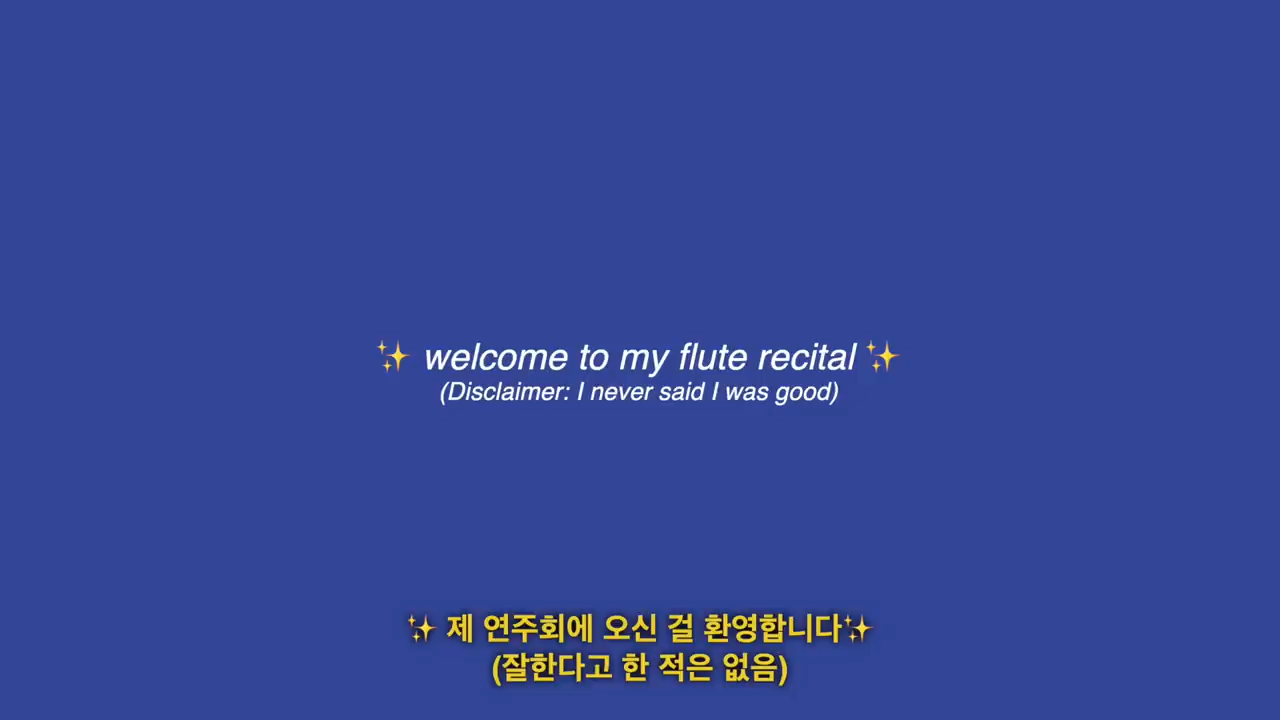 ✨ welcome to my flute recital ✨
(Disclaimer: I never said I was good)
✨ 제 연주회에 오신 걸 환영합니다✨
(잘한다고 한 적은 없음)